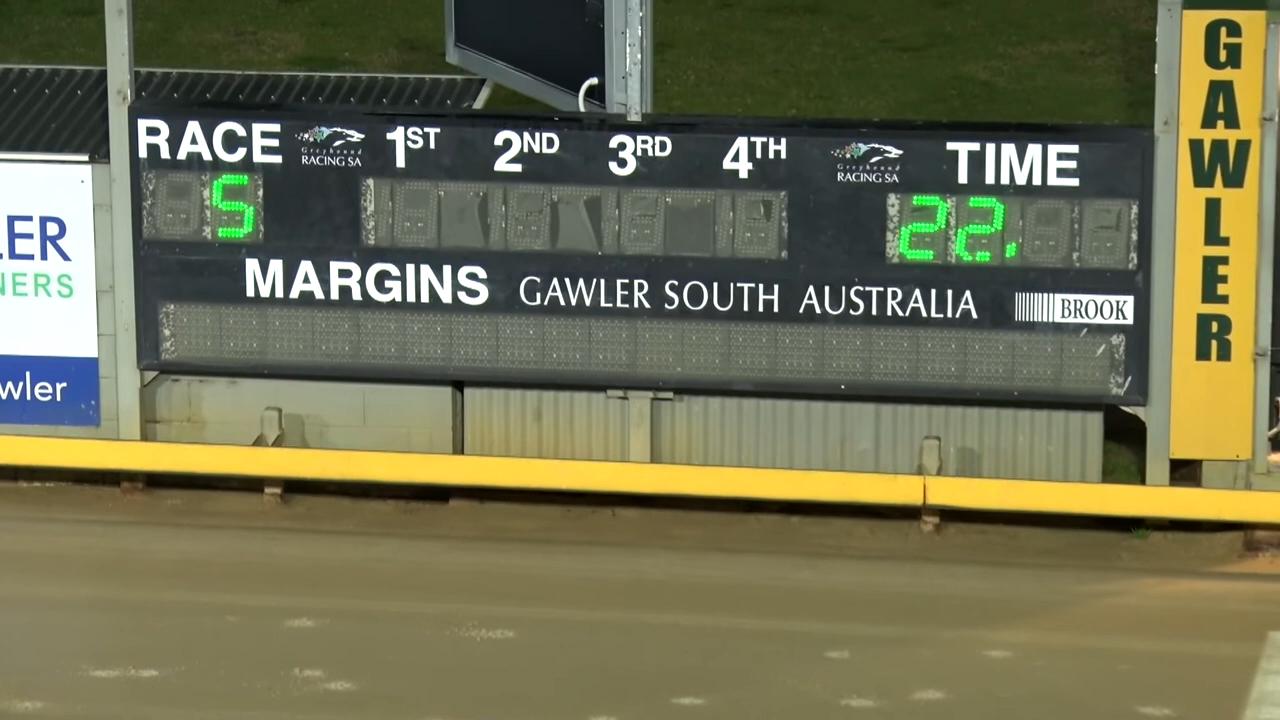 RACE
Greyhound
RACING SA
1ST 2ND 3RD 4TH
Greyhound
RACING SA
TIME
5
22.
MARGINS GAWLER SOUTH AUSTRALIA BROOK
LER
NERS
wler
GAWLER